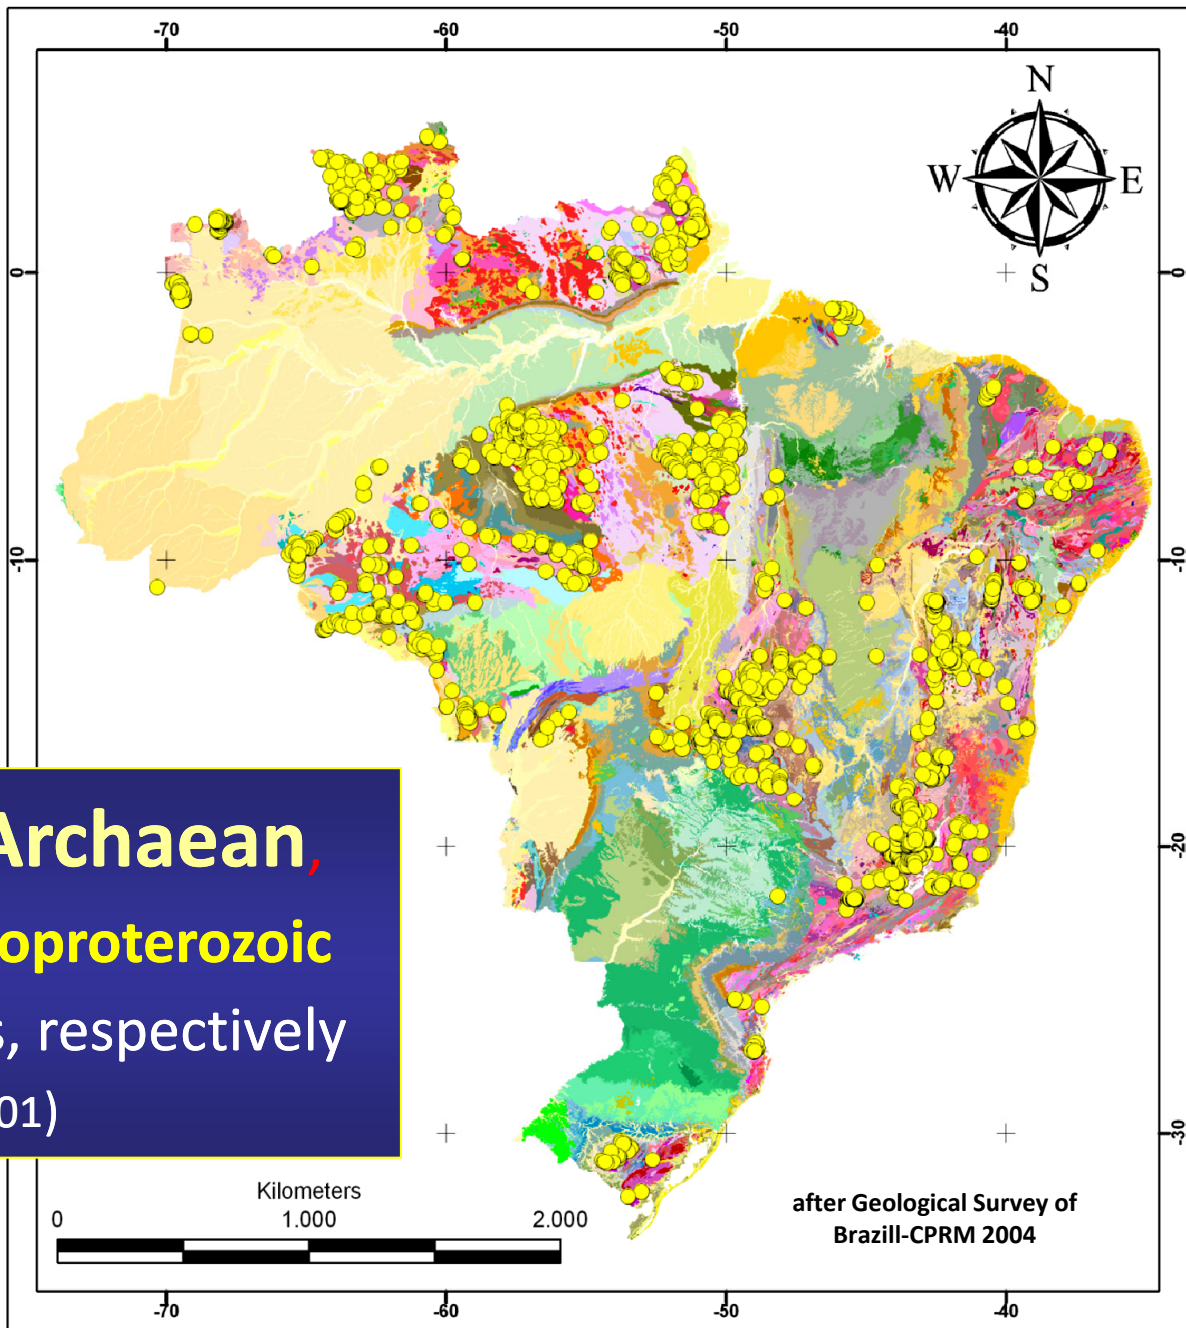 -70 -60 -50 -40
N
W E
S
0 0
-10 -10
-20 -20
Archaean,
oproterozoic
s, respectively
01)
-30 -30
Kilometers
0 1.000 2.000
after Geological Survey of
Brazill-CPRM 2004
-70 -60 -50 -40